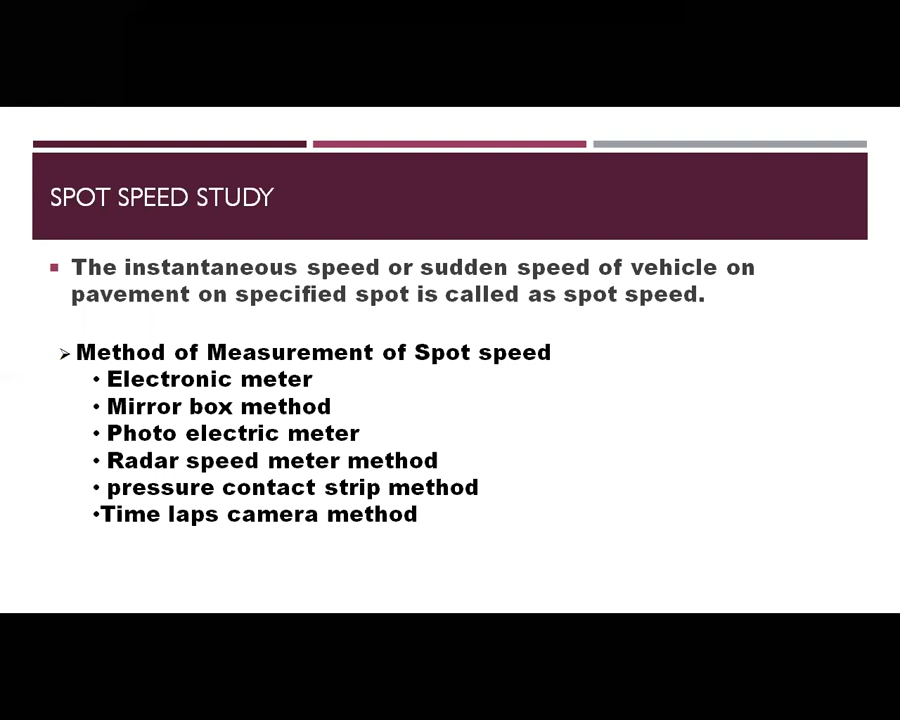 SPOT SPEED STUDY
▪ The instantaneous speed or sudden speed of vehicle on
pavement on specified spot is called as spot speed.
➢ Method of Measurement of Spot speed
• Electronic meter
• Mirror box method
• Photo electric meter
• Radar speed meter method
• pressure contact strip method
•Time laps camera method